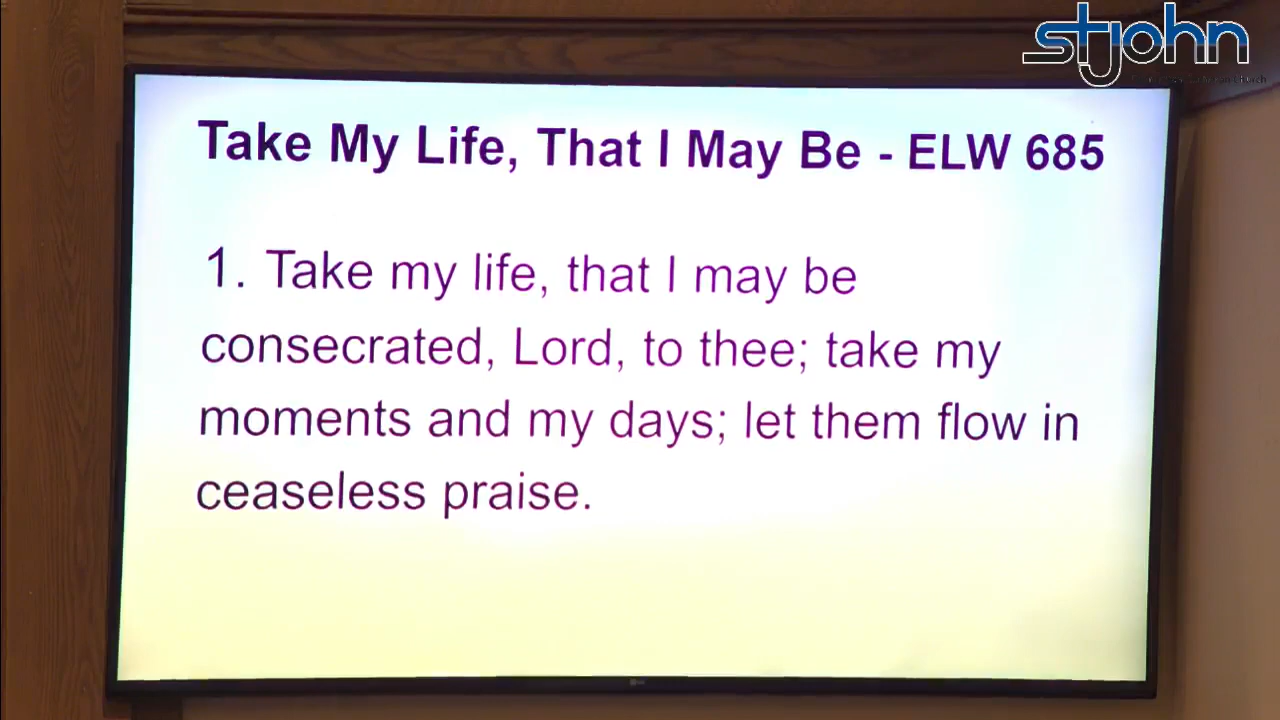 stjohn
Take My Life, That I May Be - ELW 685
1. Take my life, that I may be
consecrated, Lord, to thee; take my
moments and my days; let them flow in
ceaseless praise.